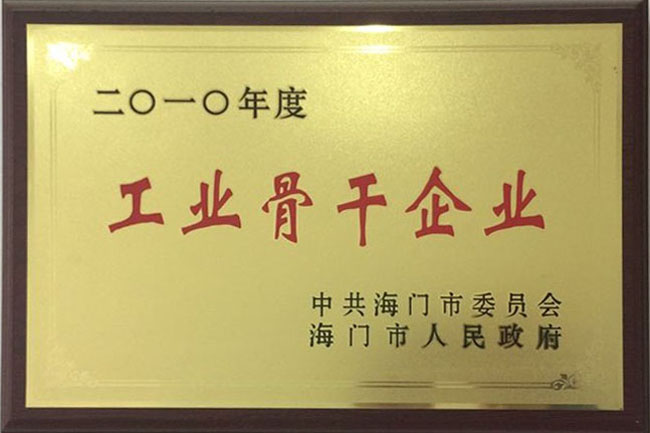 二〇一〇年度
工业骨干企业
中共海门市委员会
海门市人民政府